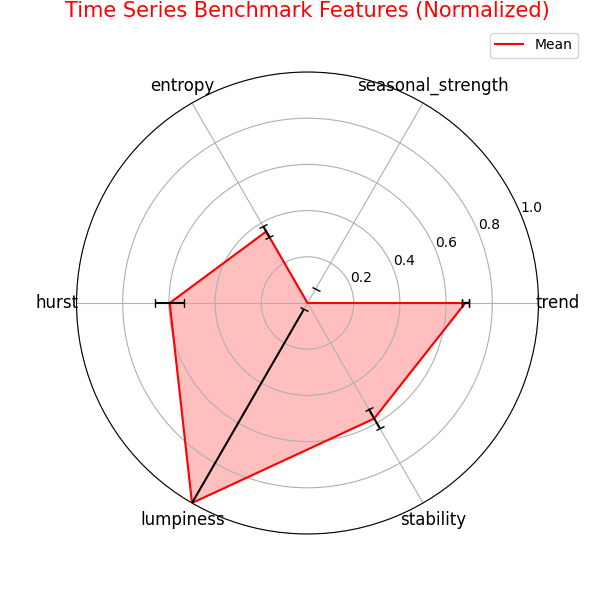 Time Series Benchmark Features (Normalized)
Mean
entropy
seasonal_strength
1.0
0.8
0.6
0.4
0.2
hurst
trend
lumpiness
stability